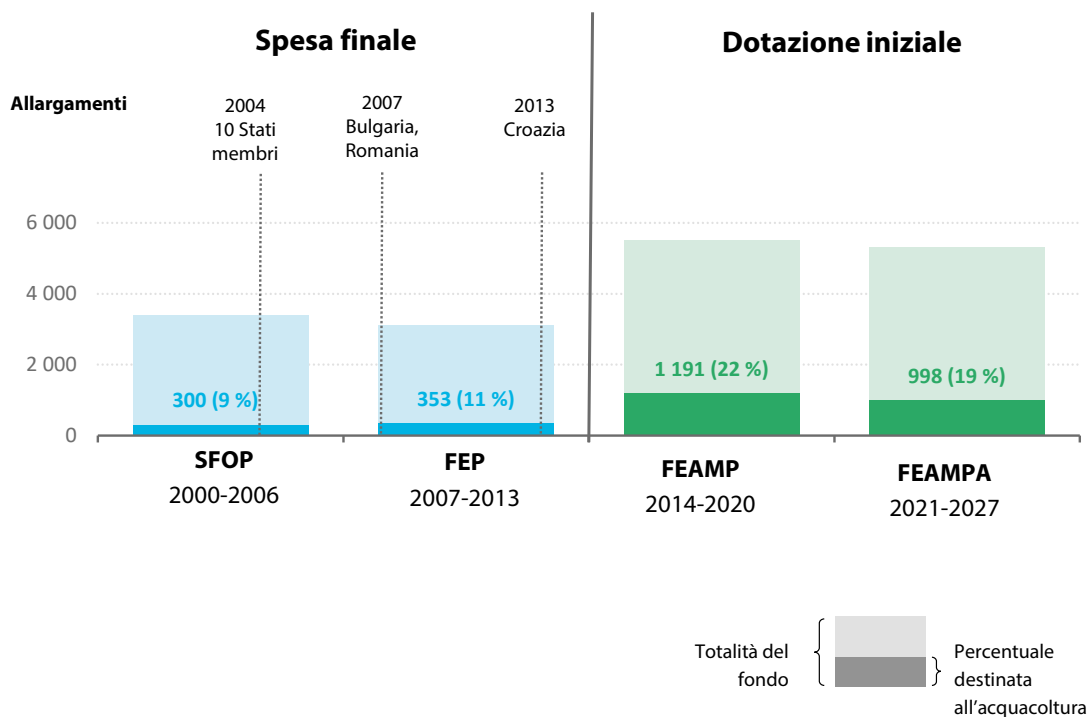 Spesa finale
Dotazione iniziale
Allargamenti
2004
10 Stati
membri
2007
Bulgaria,
Romania
2013
Croazia
6 000
4 000
2 000
0
300 (9 %)
353 (11 %)
1 191 (22 %)
998 (19 %)
SFOP
2000-2006
FEP
2007-2013
FEAMP
2014-2020
FEAMPA
2021-2027
Totalità del
fondo
Percentuale
destinata
all'acquacoltura